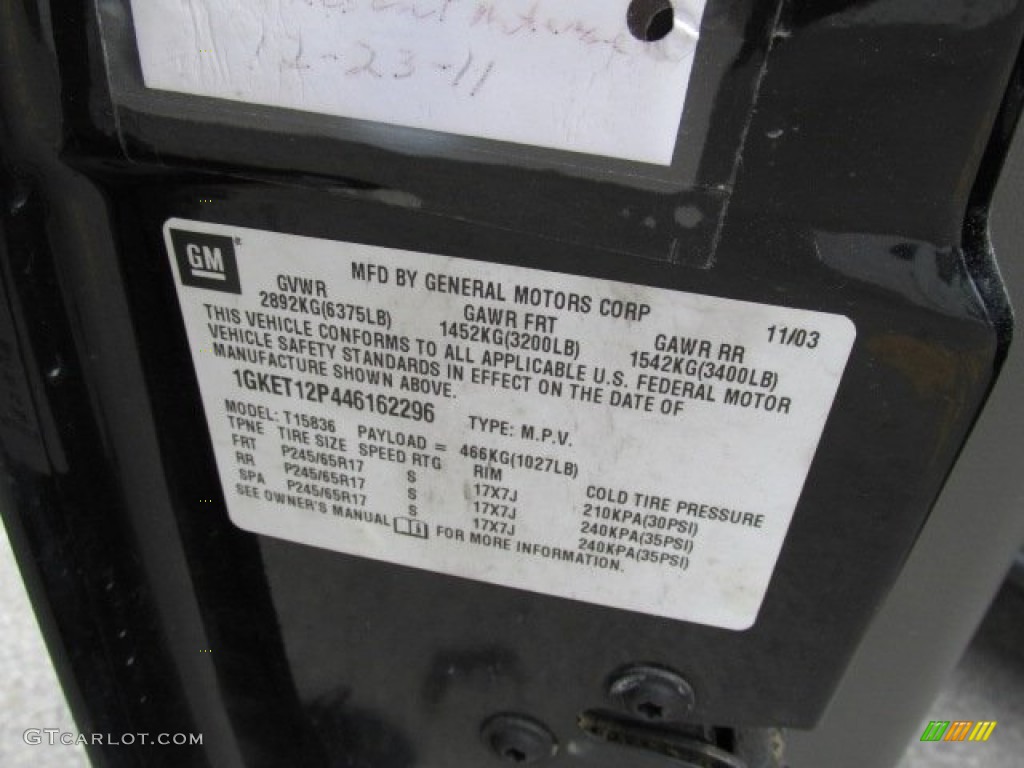 12-23-11
GM
MFD BY GENERAL MOTORS CORP 11/03
GVWR GAWR FRT GAWR RR
2892KG(6375LB) 1452KG(3200LB) 1542KG(3400LB)
THIS VEHICLE CONFORMS TO ALL APPLICABLE U.S. FEDERAL MOTOR
VEHICLE SAFETY STANDARDS IN EFFECT ON THE DATE OF
MANUFACTURE SHOWN ABOVE.
1GKET12P446162296 TYPE: M.P.V.
MODEL: T15836 PAYLOAD = 466KG(1027LB)
TPNE TIRE SIZE SPEED RTG RIM COLD TIRE PRESSURE
FRT P245/65R17 S 17X7J 210KPA(30PSI)
RR P245/65R17 S 17X7J 240KPA(35PSI)
SPA P245/65R17 S 17X7J 240KPA(35PSI)
SEE OWNER'S MANUAL FOR MORE INFORMATION.
GTCARLOT.COM